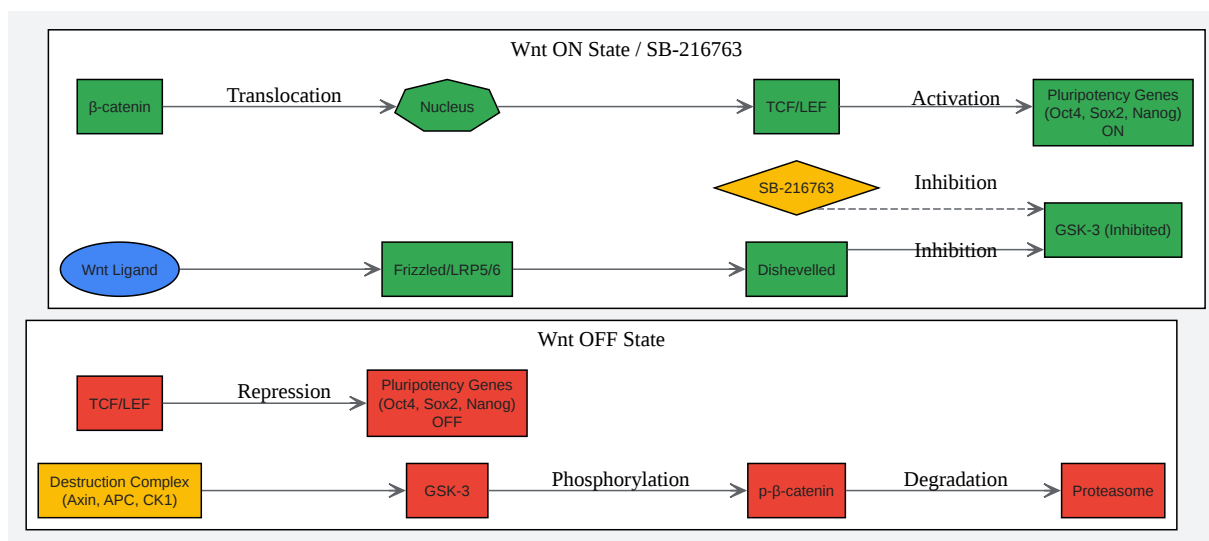 Wnt ON State / SB-216763
β-catenin
Translocation
Nucleus
TCF/LEF
Activation
Pluripotency Genes
(Oct4, Sox2, Nanog)
ON
SB-216763
Inhibition
GSK-3 (Inhibited)
Wnt Ligand
Frizzled/LRP5/6
Dishevelled
Inhibition
Wnt OFF State
TCF/LEF
Repression
Pluripotency Genes
(Oct4, Sox2, Nanog)
OFF
Destruction Complex
(Axin, APC, CK1)
GSK-3
Phosphorylation
p-β-catenin
Degradation
Proteasome